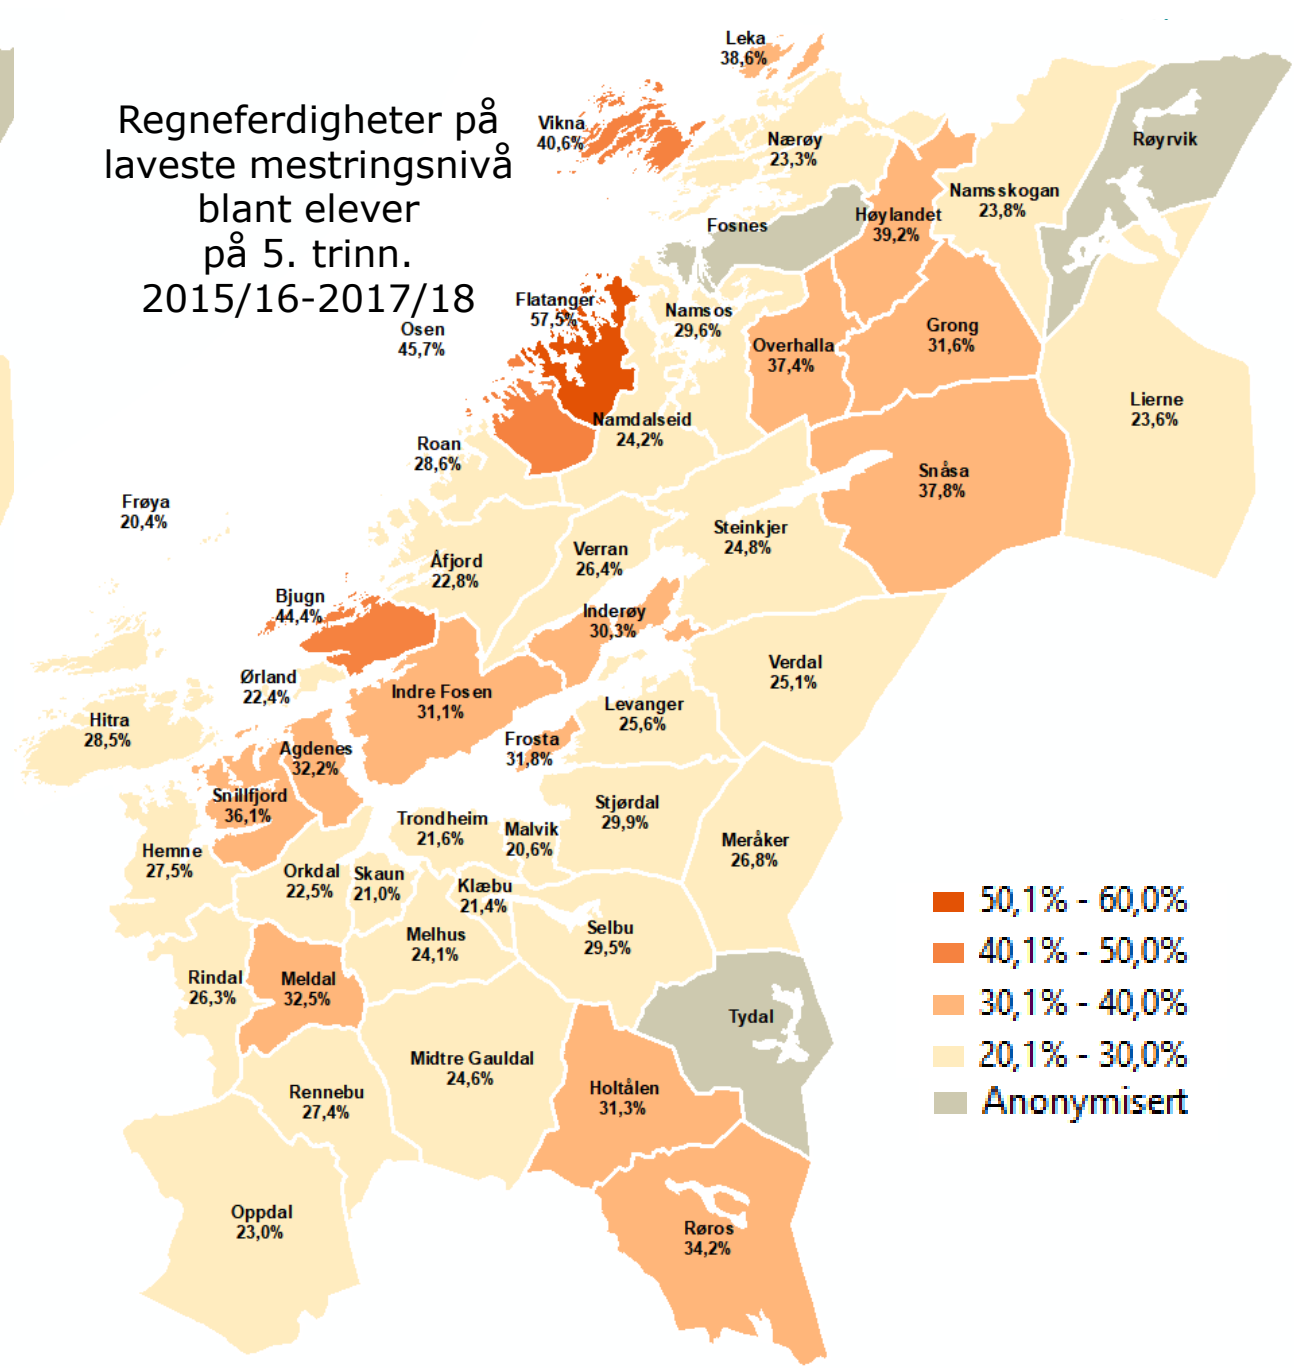 Regneferdigheter på
laveste mestringsnivå
blant elever
på 5. trinn.
2015/16-2017/18
Leka
38,6%
Vikna
40,6%
Nærøy
23,3%
Røyrvik
Namsskogan
23,8%
Fosnes
Høylandet
39,2%
Flatanger
57,5%
Namsos
29,6%
Osen
45,7%
Overhalla
37,4%
Grong
31,6%
Lierne
23,6%
Namdalseid
24,2%
Roan
28,6%
Snåsa
37,8%
Frøya
20,4%
Steinkjer
24,8%
Verran
26,4%
Åfjord
22,8%
Bjugn
44,4%
Inderøy
30,3%
Verdal
25,1%
Ørland
22,4%
Indre Fosen
31,1%
Levanger
25,6%
Hitra
28,5%
Frosta
31,8%
Agdenes
32,2%
Snillfjord
36,1%
Stjørdal
29,9%
Trondheim
21,6%
Malvik
20,6%
Meråker
26,8%
Hemne
27,5%
Orkdal
22,5%
Skaun
21,0%
Klæbu
21,4%
Selbu
29,5%
Melhus
24,1%
Rindal
26,3%
Meldal
32,5%
Tydal
Midtre Gauldal
24,6%
Rennebu
27,4%
Holtålen
31,3%
Oppdal
23,0%
Røros
34,2%
50,1% - 60,0%
40,1% - 50,0%
30,1% - 40,0%
20,1% - 30,0%
Anonymisert